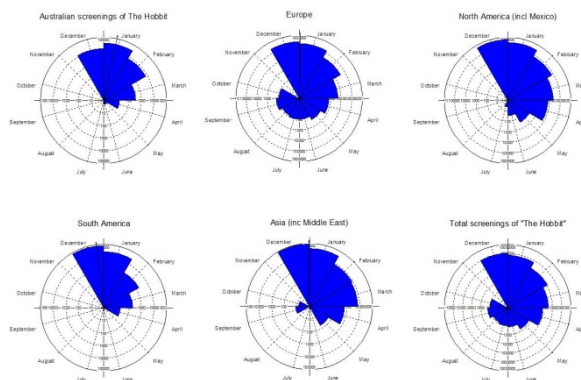 Australian screenings of The Hobbit
December
January
November
February
October
March
September
April
August
May
July
June
Europe
December
January
November
February
October
March
September
April
August
May
July
June
North America (incl Mexico)
December
January
November
February
October
March
September
April
August
May
July
June
South America
December
January
November
February
October
March
September
April
August
May
July
June
Asia (inc Middle East)
December
January
November
February
October
March
September
April
August
May
July
June
Total screenings of "The Hobbit"
December
January
November
February
October
March
September
April
August
May
July
June